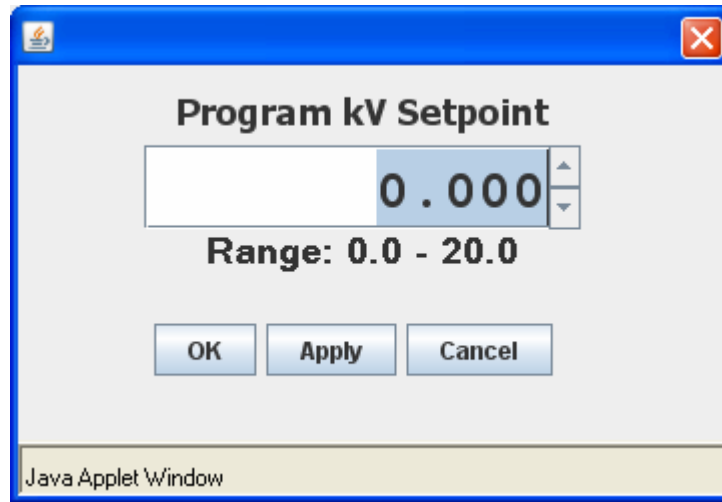 Program kV Setpoint
0.000
Range: 0.0 - 20.0
OK Apply Cancel
Java Applet Window